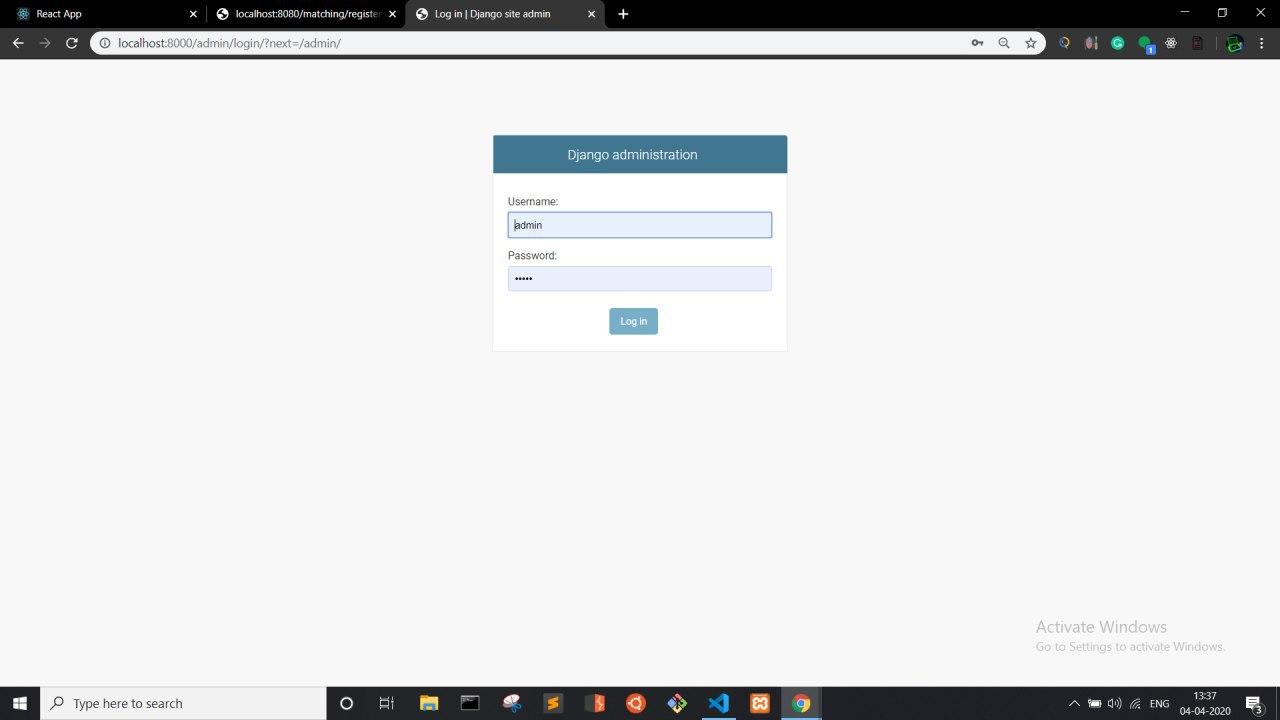 React App
localhost:8080/matching/registe
Log in | Django site admin
localhost:8000/admin/login/?next=/admin/
1
Django administration
Username:
admin
Password:
•••••
Log in
Activate Windows
Go to Settings to activate Windows.
Type here to search
ENG
13:37
04-04-2020
3